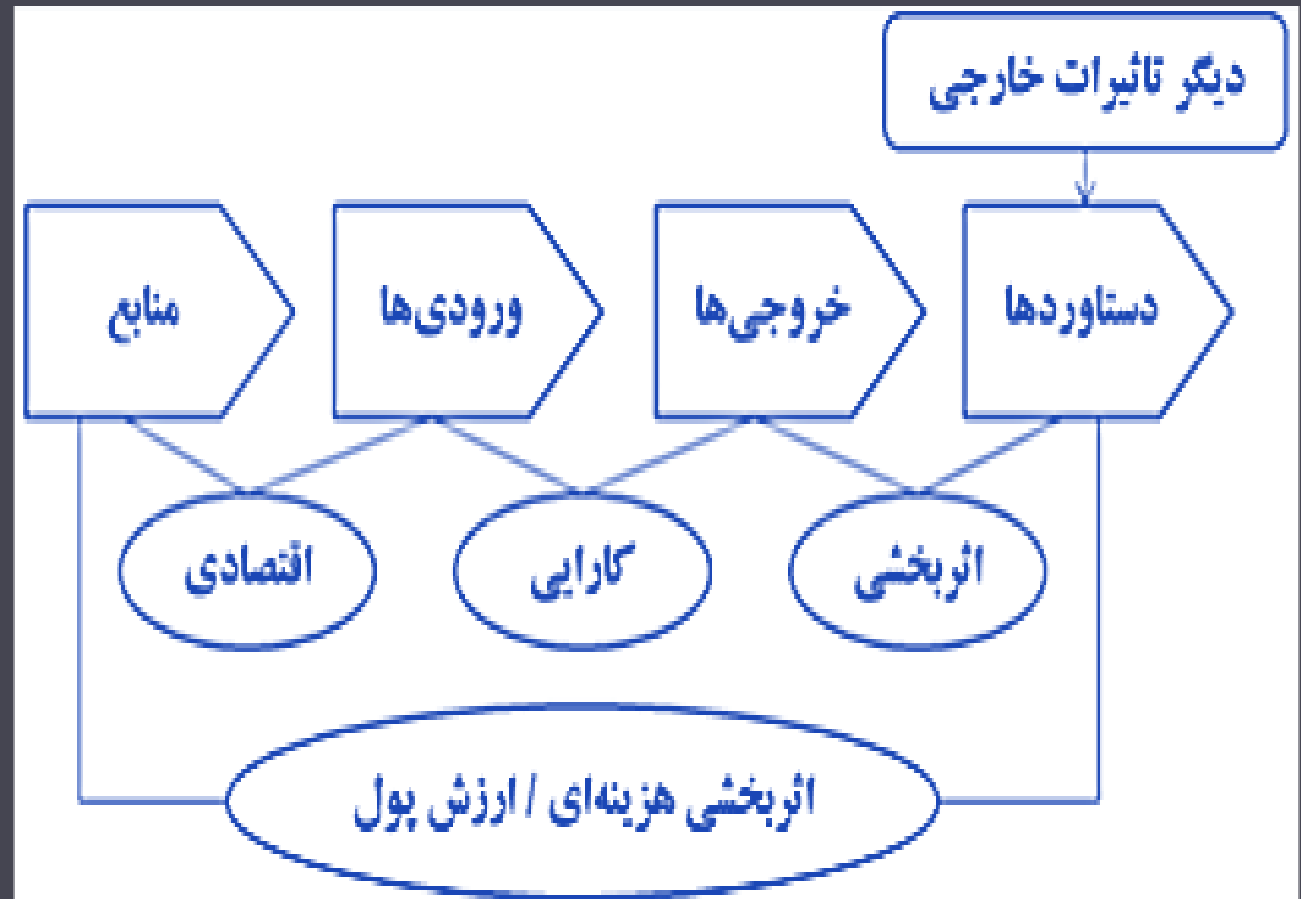 دیگر تاثیرات خارجی
منابع
ورودی‌ها
خروجی‌ها
دستاوردها
اقتصادی
کارایی
اثربخشی
اثربخشی هزینه‌ای / ارزش پول